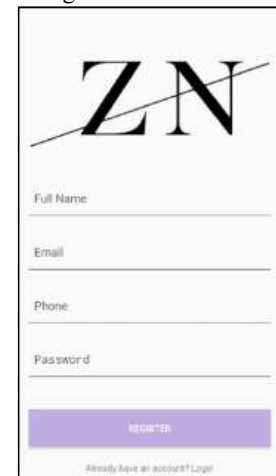 ZN
Full Name
Email
Phone
Password
REGISTER
Already have an account? Login